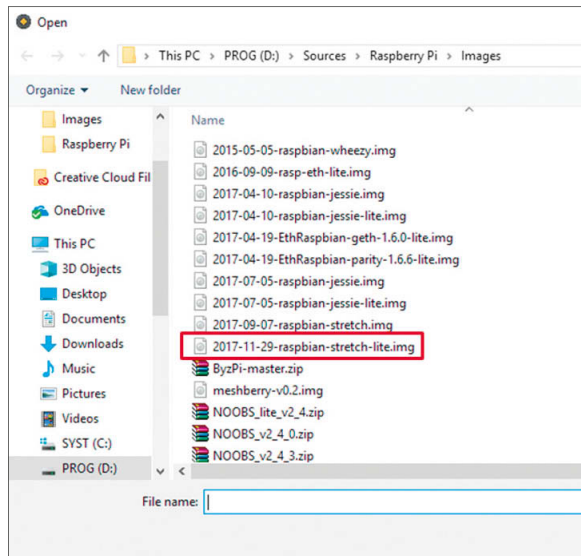 Open
This PC > PROG (D:) > Sources > Raspberry Pi > Images
Organize New folder
Images
Raspberry Pi
Creative Cloud Fil
OneDrive
This PC
3D Objects
Desktop
Documents
Downloads
Music
Pictures
Videos
SYST (C:)
PROG (D:)
Name
2015-05-05-raspbian-wheezy.img
2016-09-09-rasp-eth-lite.img
2017-04-10-raspbian-jessie.img
2017-04-10-raspbian-jessie-lite.img
2017-04-19-EthRaspbian-geth-1.6.0-lite.img
2017-04-19-EthRaspbian-parity-1.6.6-lite.img
2017-07-05-raspbian-jessie.img
2017-07-05-raspbian-jessie-lite.img
2017-09-07-raspbian-stretch.img
2017-11-29-raspbian-stretch-lite.img
ByzPi-master.zip
meshberry-v0.2.img
NOOBS_lite_v2_4.zip
NOOBS_v2_4_0.zip
NOOBS_v2_4_3.zip
File name: